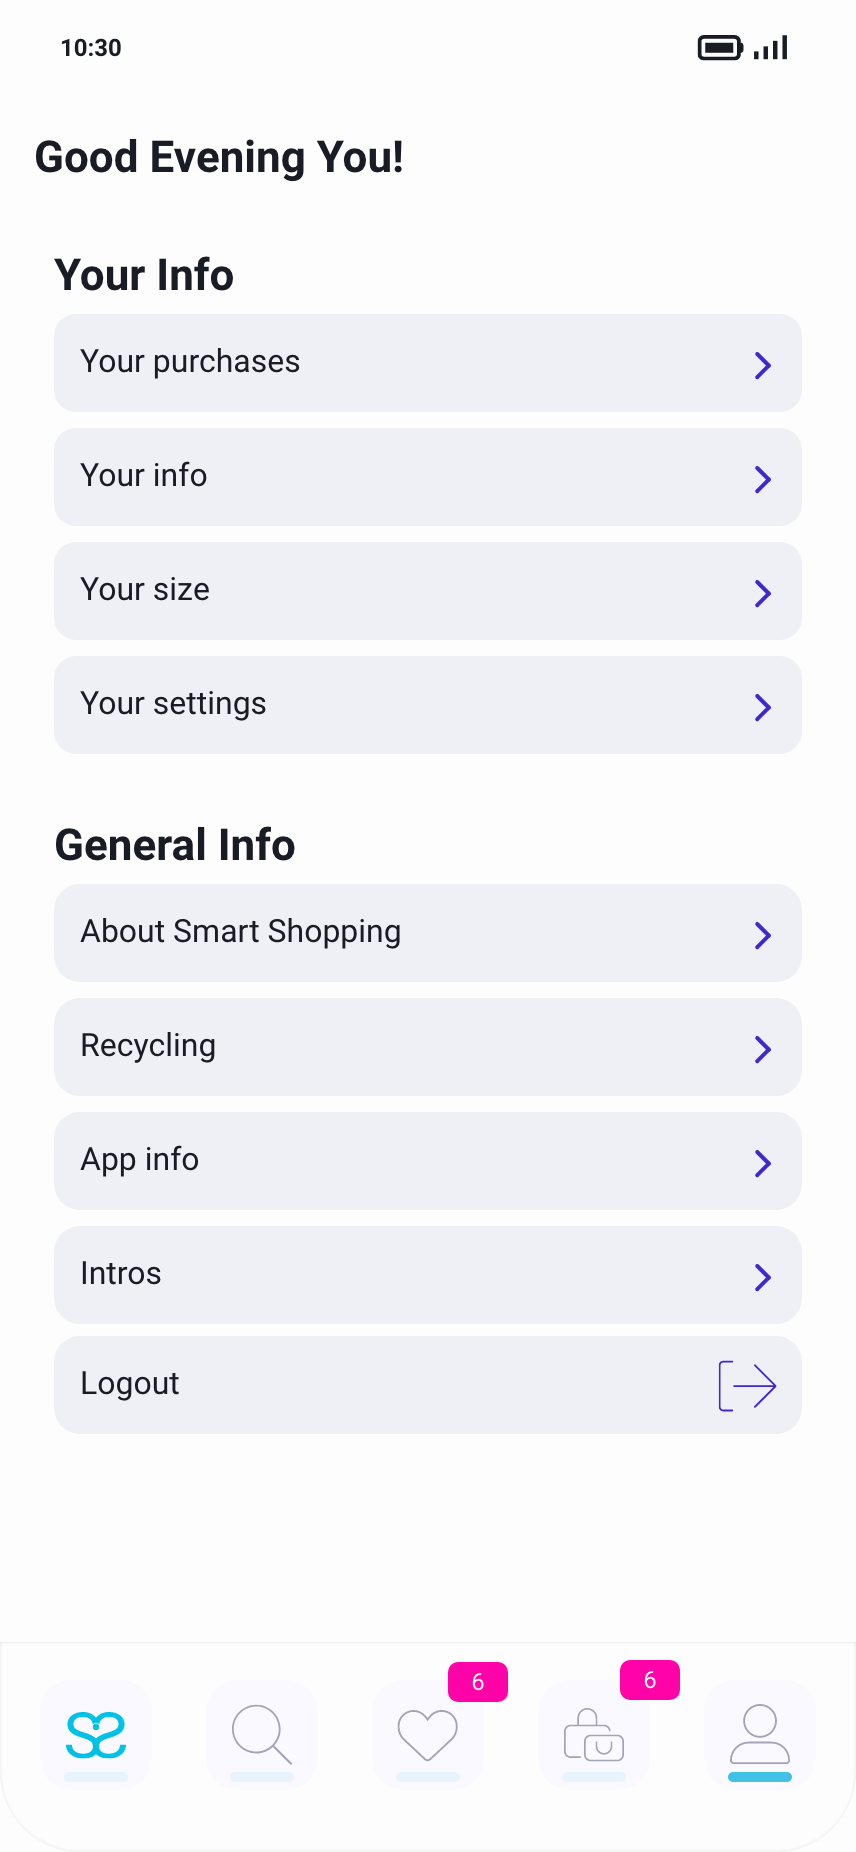 10:30
Good Evening You!
Your Info
Your purchases
Your info
Your size
Your settings
General Info
About Smart Shopping
Recycling
App info
Intros
Logout
6
6